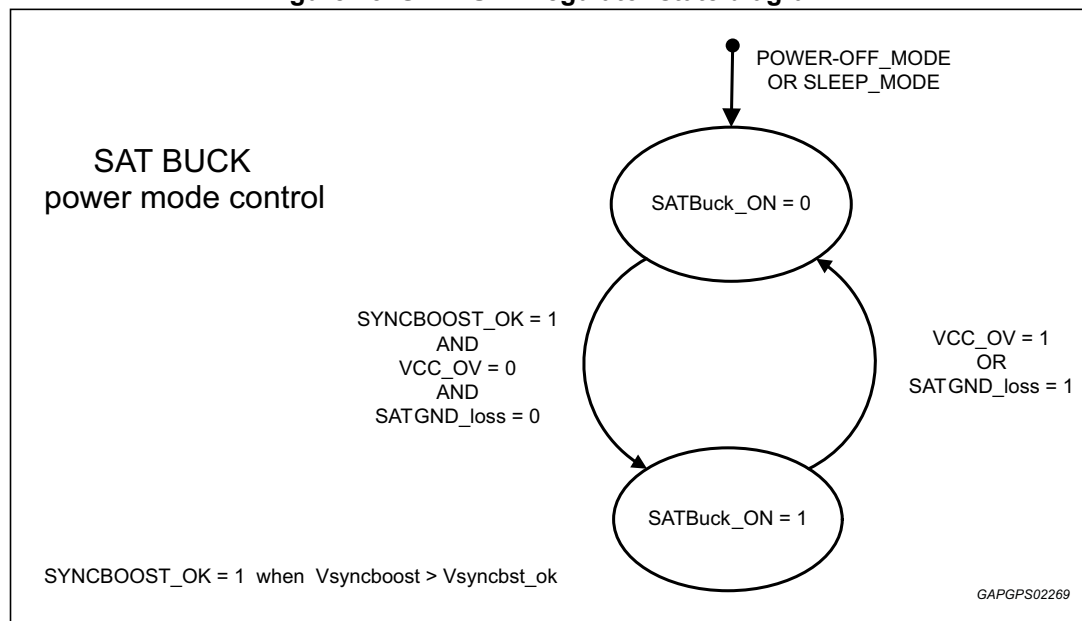 POWER-OFF_MODE
OR SLEEP_MODE
SAT BUCK
power mode control
SATBuck_ON = 0
SYNCBOOST_OK = 1
AND
VCC_OV = 0
AND
SATGND_loss = 0
VCC_OV = 1
OR
SATGND_loss = 1
SATBuck_ON = 1
SYNCBOOST_OK = 1 when Vsyncboost > Vsyncbst_ok
GAPGPS02269